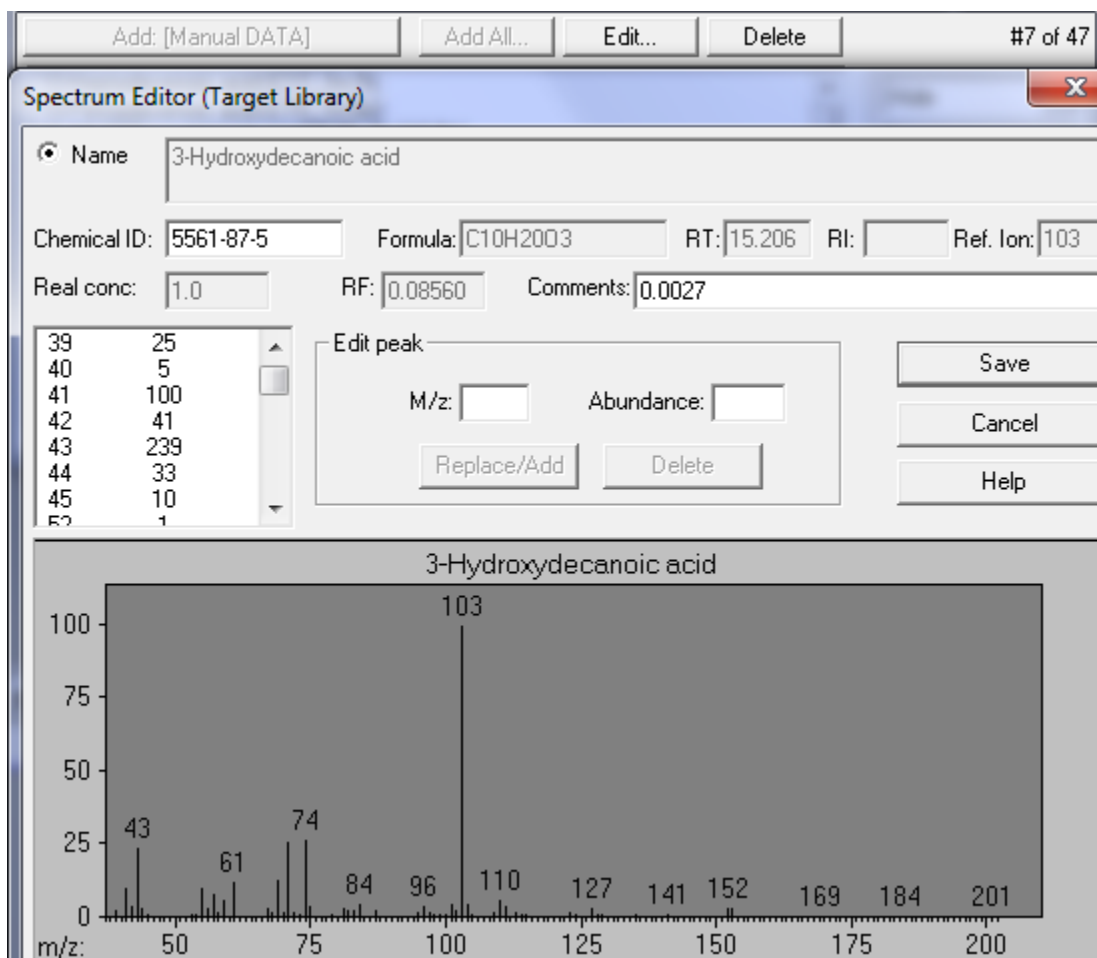 Add: [Manual DATA] Add All... Edit... Delete #7 of 47
Spectrum Editor (Target Library) X
Name 3-Hydroxydecanoic acid
Chemical ID: 5561-87-5 Formula: C10H20O3 RT: 15.206 RI: Ref. Ion: 103
Real conc: 1.0 RF: 0.08560 Comments: 0.0027
39 25
40 5
41 100
42 41
43 239
44 33
45 10
52 1
Edit peak
M/z: Abundance:
Replace/Add Delete
Save
Cancel
Help
3-Hydroxydecanoic acid
100
75
50
25
0
103
43 61 74 84 96 110 127 141 152 169 184 201
m/z: 50 75 100 125 150 175 200